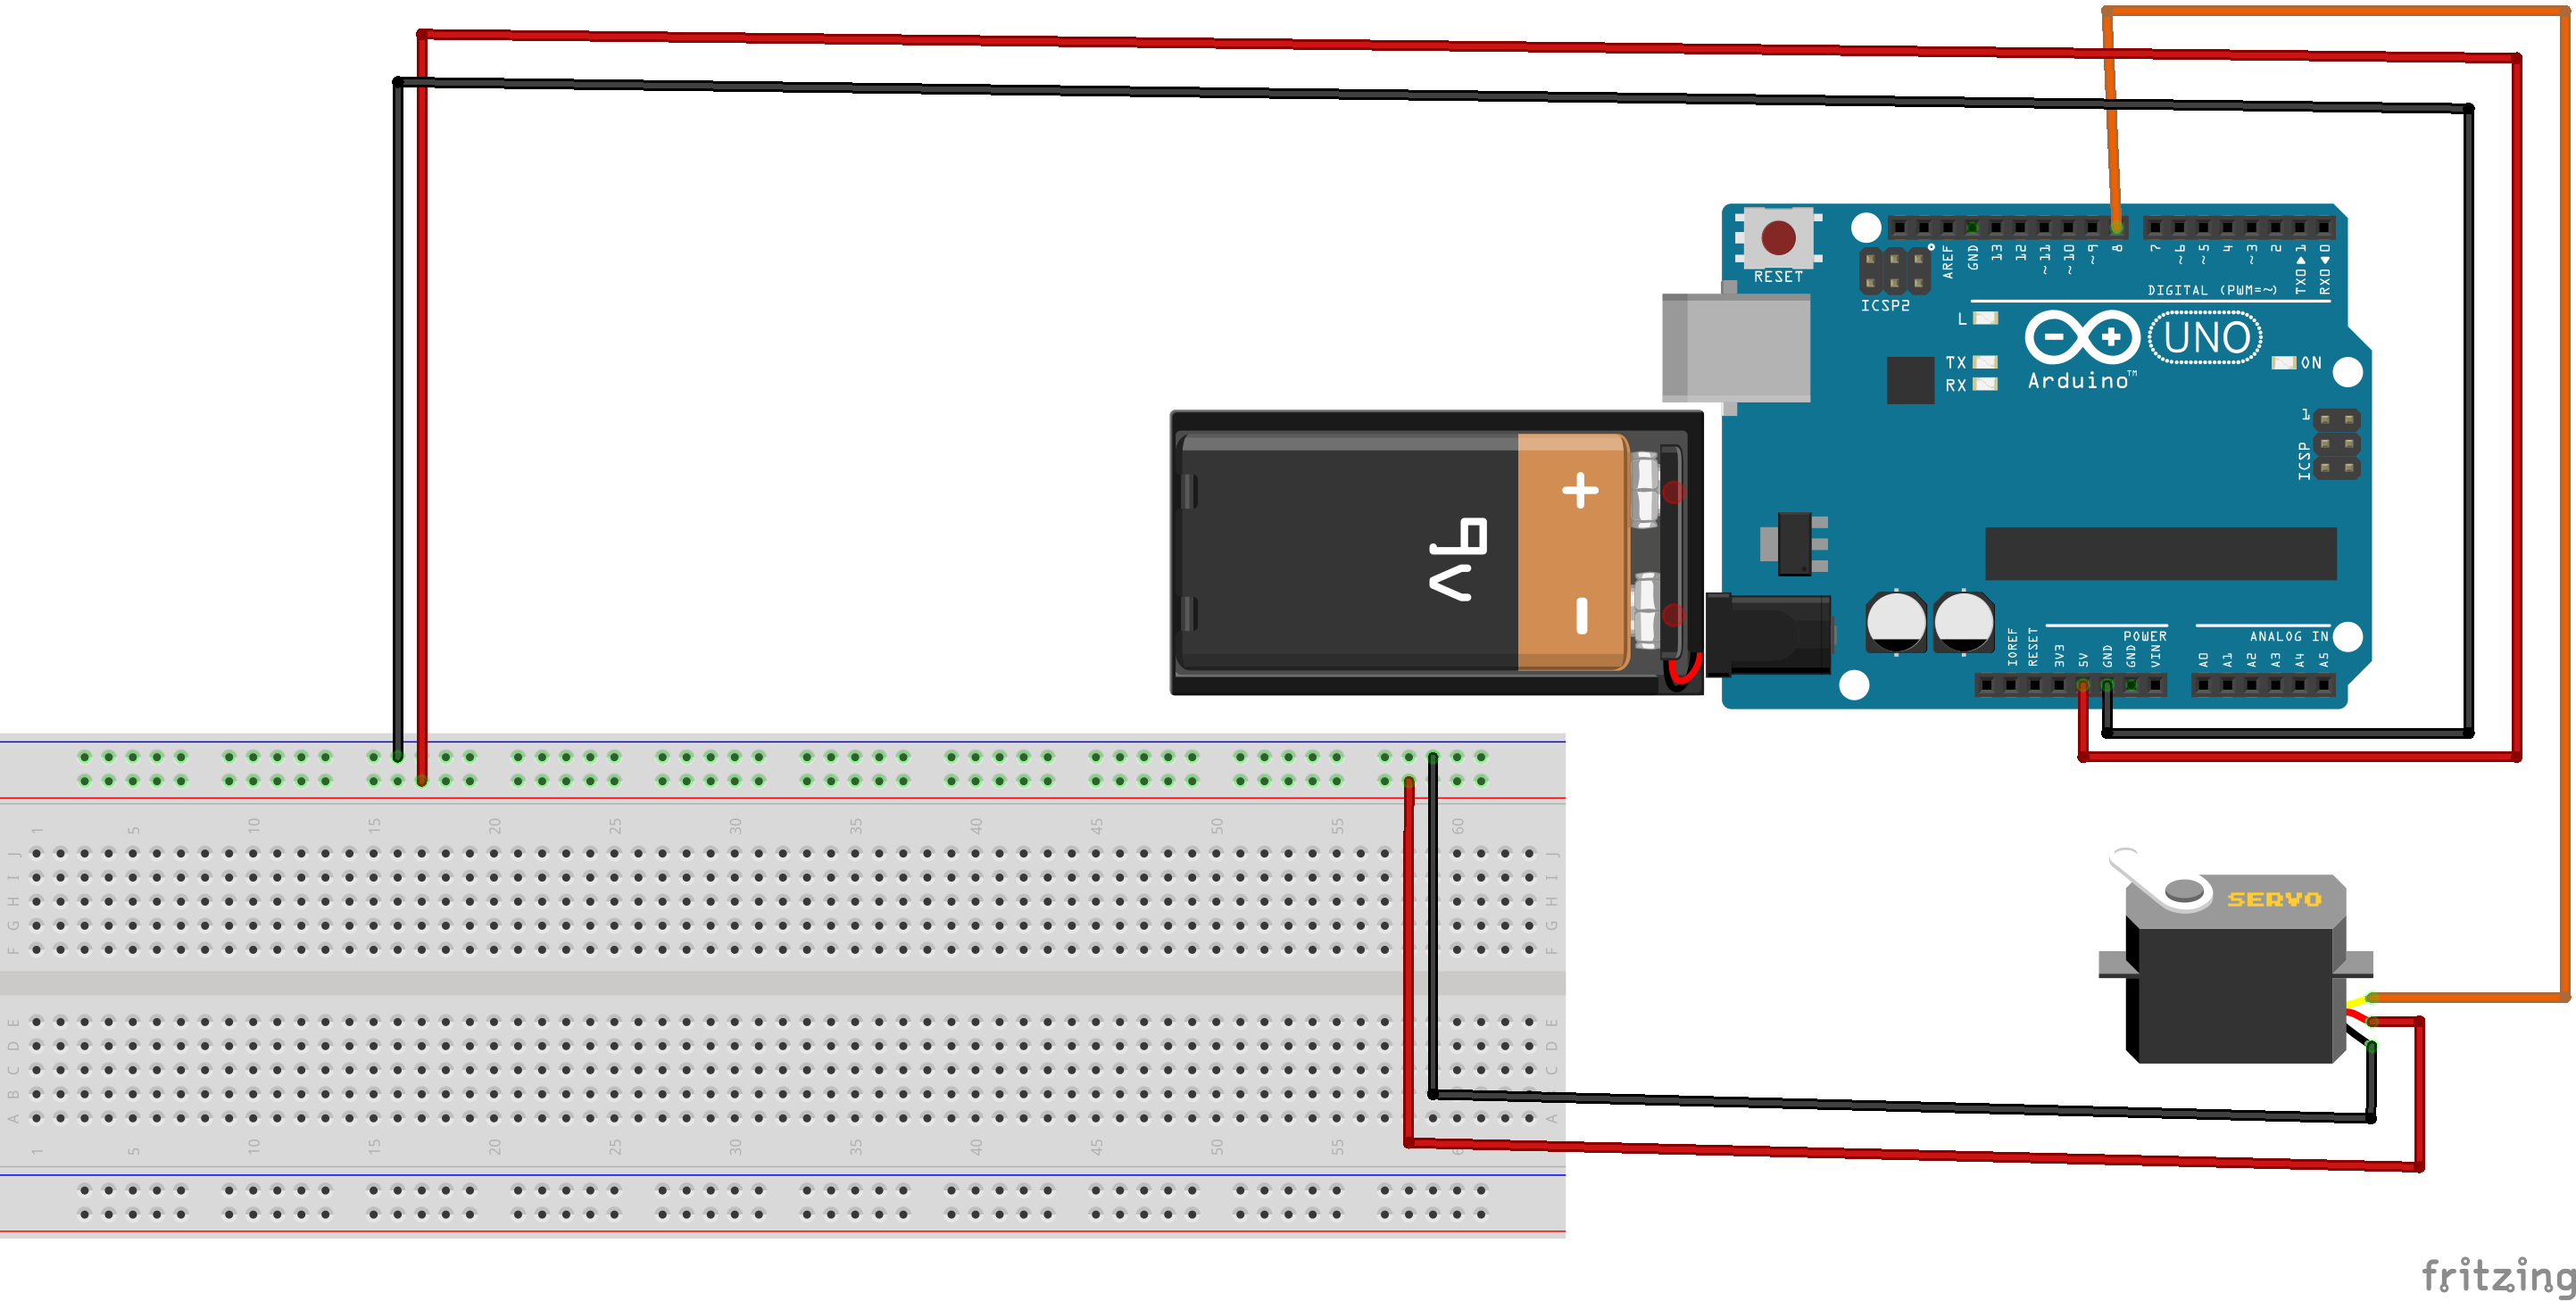 RESET
ICSP2
AREF
GND
13
12
~11
~10
~9
8
7
~6
~5
4
~3
2
TX0 ▶ 1
RX0 ◀ 0
DIGITAL (PWM=~)
L
TX
RX
UNO
ON
Arduino™
1
ICSP
+
9V
-
IOREF
RESET
3V3
5V
GND
GND
VIN
POWER
ANALOG IN
A0
A1
A2
A3
A4
A5
1 5 10 15 20 25 30 35 40 45 50 55 60
J J
I I
H H
G G
F F
E E
D D
C C
B
A A
1 5 10 15 20 25 30 35 40 45 50 55
SERVO
fritzing